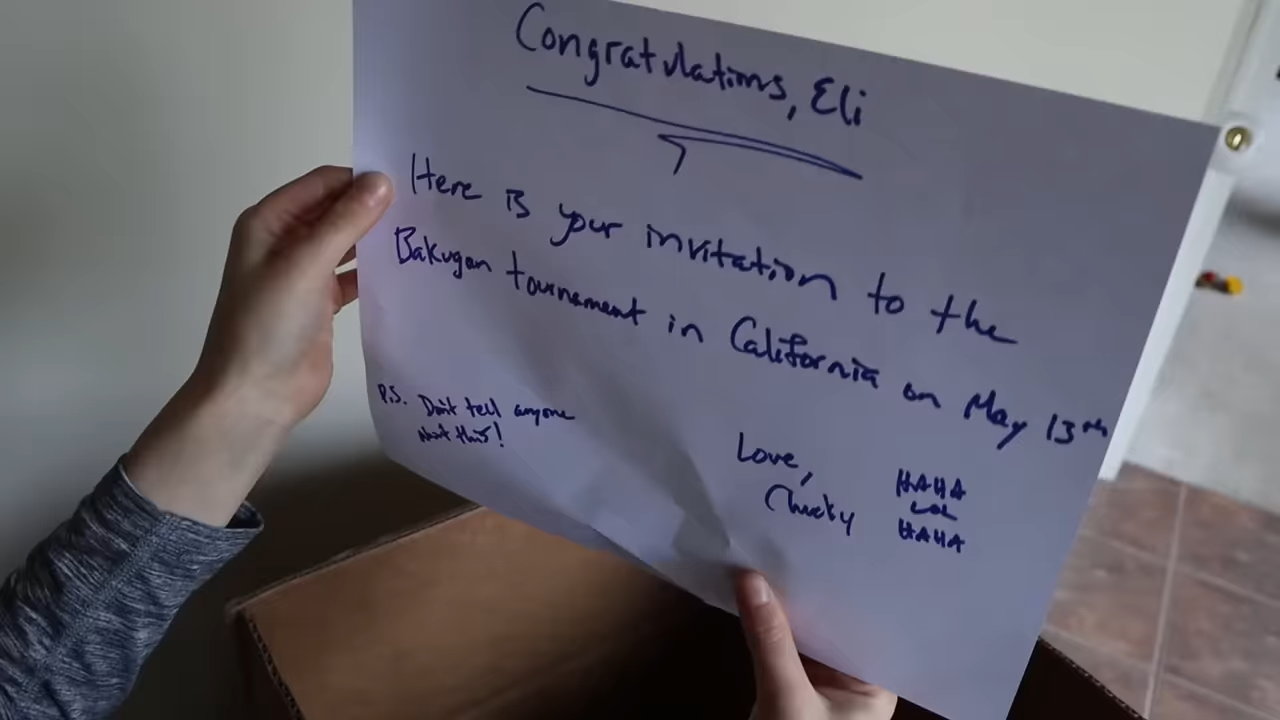 Congratulations, Eli
Here is your invitation to the
Bakugan tournament in California on May 13th
P.S. Don't tell anyone
about this!
Love,
Chucky
HAHA
LOL
HAHA